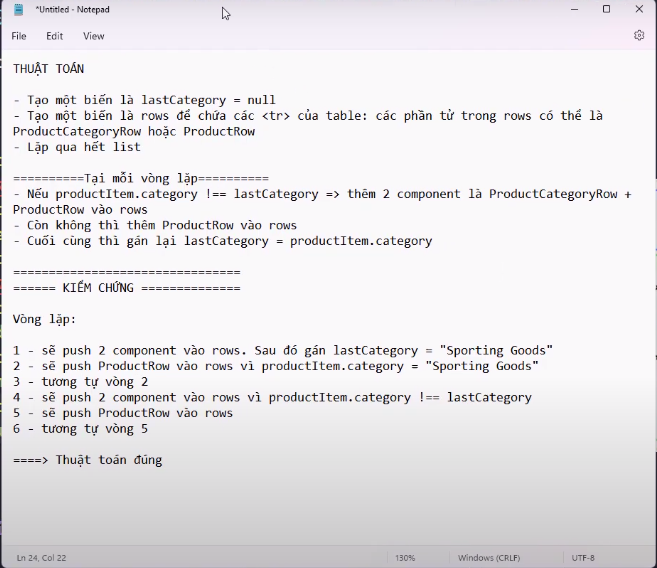 *Untitled - Notepad
File Edit View
THUẬT TOÁN
- Tạo một biến là lastCategory = null
- Tạo một biến là rows để chứa các <tr> của table: các phần tử trong rows có thể là
ProductCategoryRow hoặc ProductRow
- Lặp qua hết list
==========Tại mỗi vòng lặp==========
- Nếu productItem.category !== lastCategory => thêm 2 component là ProductCategoryRow +
ProductRow vào rows
- Còn không thì thêm ProductRow vào rows
- Cuối cùng thì gán lại lastCategory = productItem.category
================================
====== KIỂM CHỨNG ==============
Vòng lặp:
1 - sẽ push 2 component vào rows. Sau đó gán lastCategory = "Sporting Goods"
2 - sẽ push ProductRow vào rows vì productItem.category = "Sporting Goods"
3 - tương tự vòng 2
4 - sẽ push 2 component vào rows vì productItem.category !== lastCategory
5 - sẽ push ProductRow vào rows
6 - tương tự vòng 5
====> Thuật toán đúng
Ln 24, Col 22 130% Windows (CRLF) UTF-8